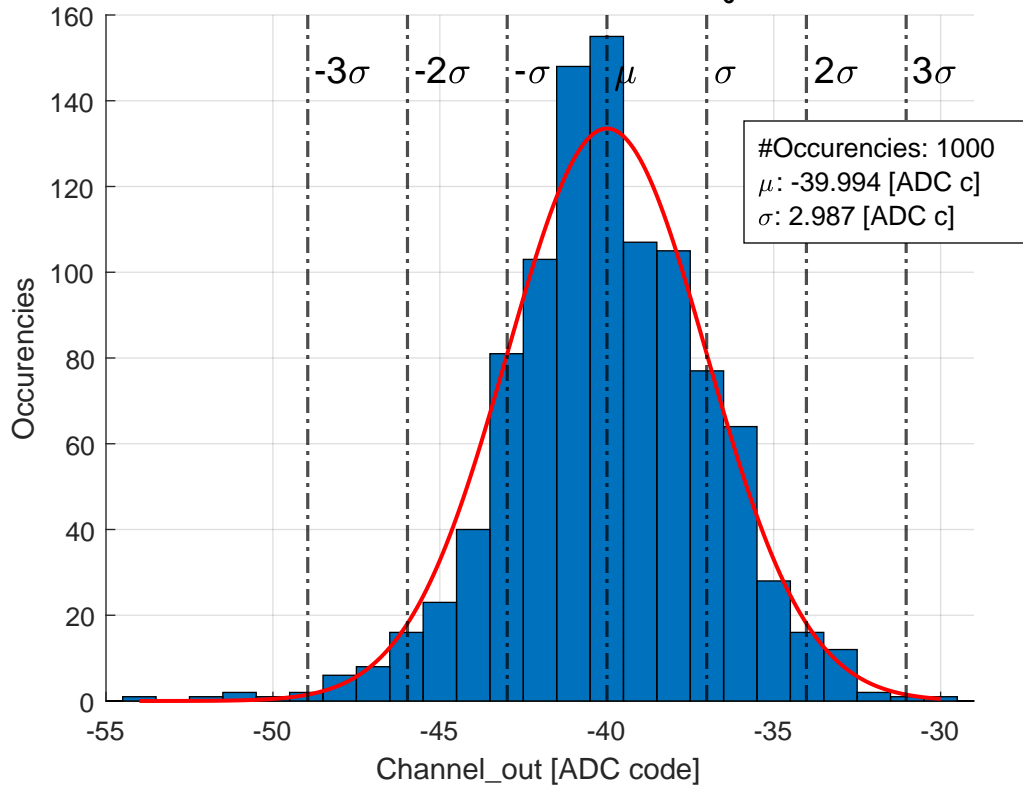 160
140
120
100
80
60
40
20
0
-3σ -2σ -σ μ σ 2σ 3σ
#Occurencies: 1000
μ: -39.994 [ADC c]
σ: 2.987 [ADC c]
Occurencies
-55 -50 -45 -40 -35 -30
Channel_out [ADC code]